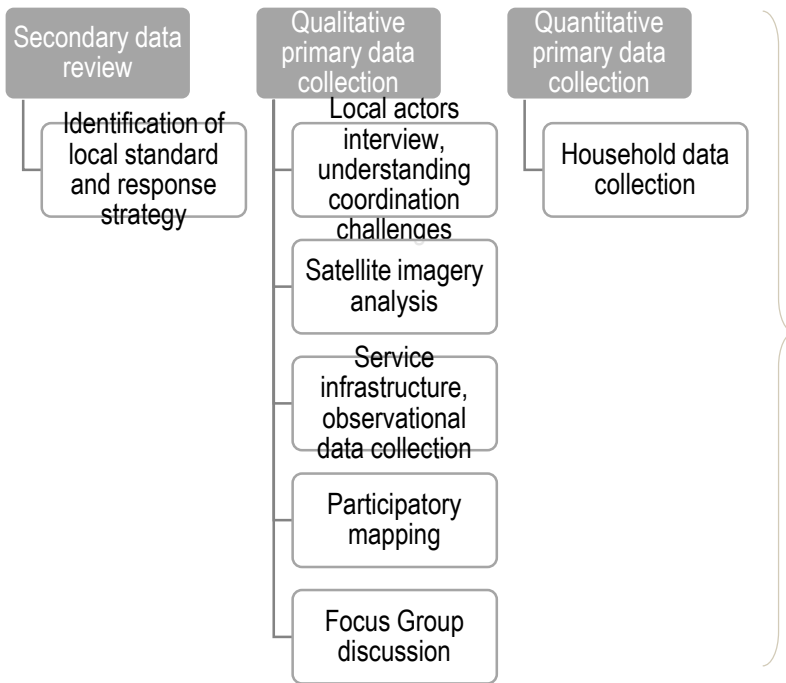 Secondary data
review
Identification of
local standard
and response
strategy
Qualitative
primary data
collection
Local actors
interview,
understanding
coordination
challenges
Satellite imagery
analysis
Service
infrastructure,
observational
data collection
Participatory
mapping
Focus Group
discussion
Quantitative
primary data
collection
Household data
collection